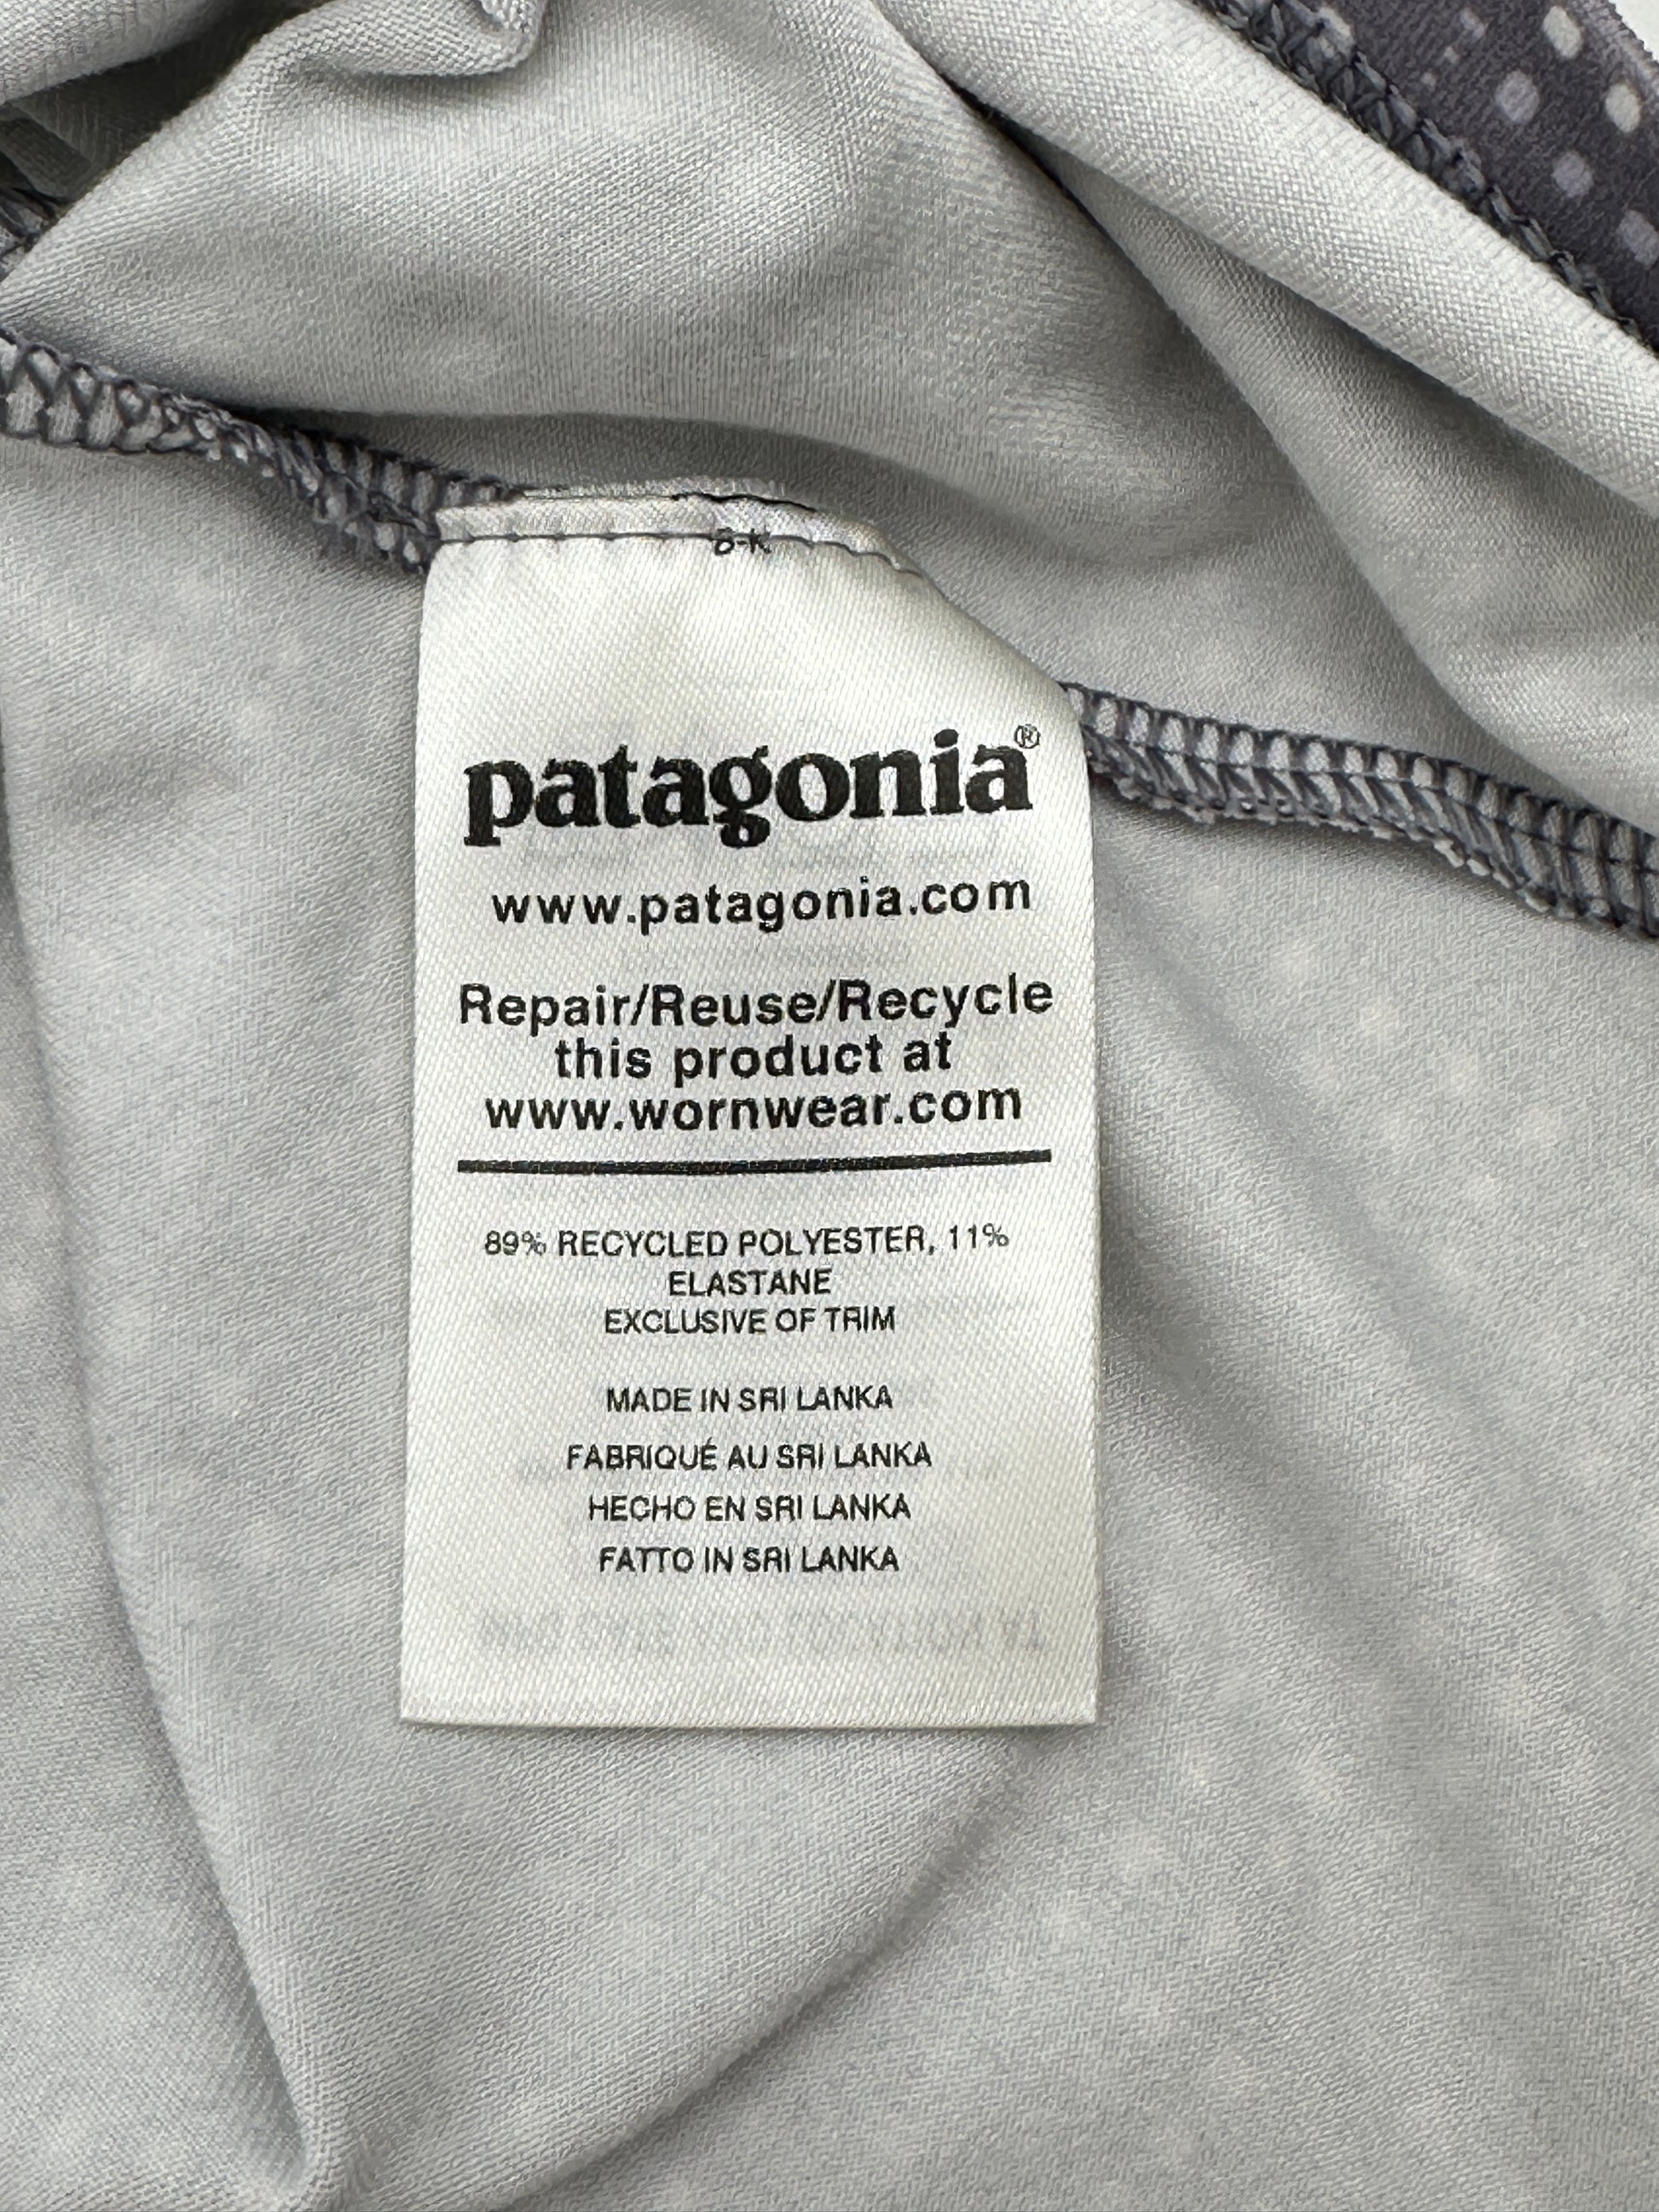 B-K
patagonia®
www.patagonia.com
Repair/Reuse/Recycle
this product at
www.wornwear.com
89% RECYCLED POLYESTER, 11%
ELASTANE
EXCLUSIVE OF TRIM
MADE IN SRI LANKA
FABRIQUÉ AU SRI LANKA
HECHO EN SRI LANKA
FATTO IN SRI LANKA